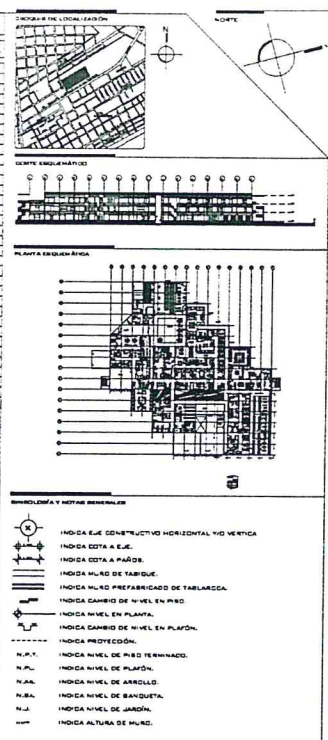 CROQUIS DE LOCALIZACIÓN
NORTE
N
CORTE ESQUEMÁTICO
PLANTA ESQUEMÁTICA
SIMBOLOGÍA Y NOTAS GENERALES
X
INDICA EJE CONSTRUCTIVO HORIZONTAL Y/O VERTICA
INDICA COTA A EJE.
INDICA COTA A PAÑOS.
INDICA MURO DE TABIQUE.
INDICA MURO PREFABRICADO DE TABLAROCA.
INDICA CAMBIO DE NIVEL EN PISO.
INDICA NIVEL EN PLANTA.
INDICA CAMBIO DE NIVEL EN PLAFÓN.
INDICA PROYECCIÓN.
N.P.T. INDICA NIVEL DE PISO TERMINADO.
N.PL. INDICA NIVEL DE PLAFÓN.
N.AR. INDICA NIVEL DE ARROLLO.
N.BA. INDICA NIVEL DE BANQUETA.
N.J. INDICA NIVEL DE JARDÍN.
INDICA ALTURA DE MURO.